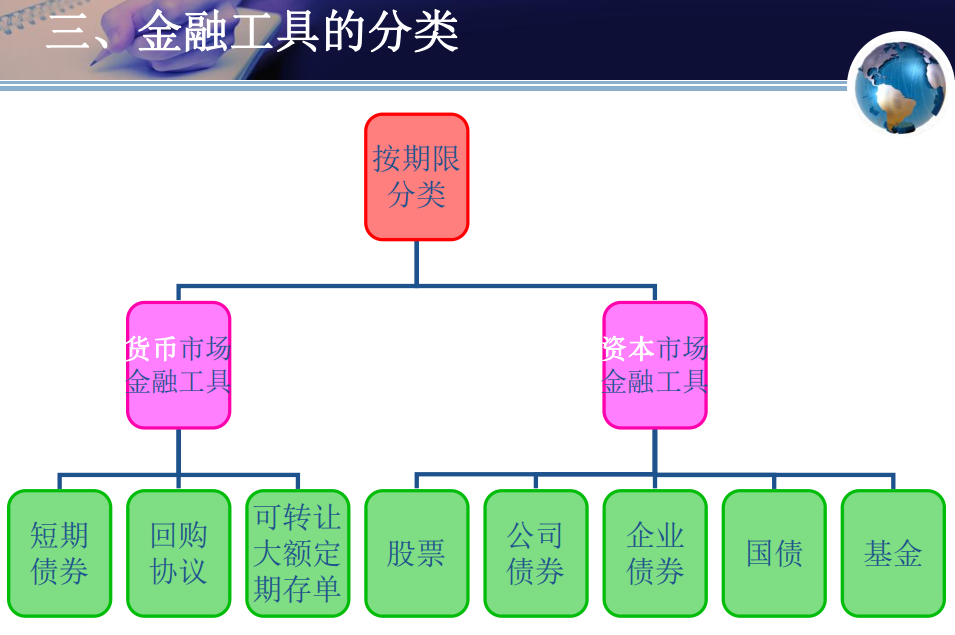 三、金融工具的分类
按期限
分类
货币市场
金融工具
资本市场
金融工具
短期
债券
回购
协议
可转让
大额定
期存单
股票
公司
债券
企业
债券
国债
基金